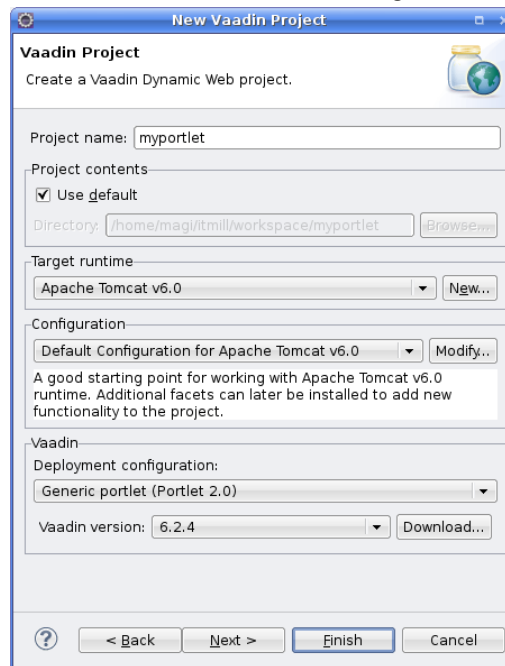 New Vaadin Project
Vaadin Project
Create a Vaadin Dynamic Web project.
Project name: myportlet
Project contents
Use default
Directory: /home/magi/itmill/workspace/myportlet Browse...
Target runtime
Apache Tomcat v6.0 New...
Configuration
Default Configuration for Apache Tomcat v6.0 Modify...
A good starting point for working with Apache Tomcat v6.0
runtime. Additional facets can later be installed to add new
functionality to the project.
Vaadin
Deployment configuration:
Generic portlet (Portlet 2.0)
Vaadin version: 6.2.4 Download...
? < Back Next > Finish Cancel